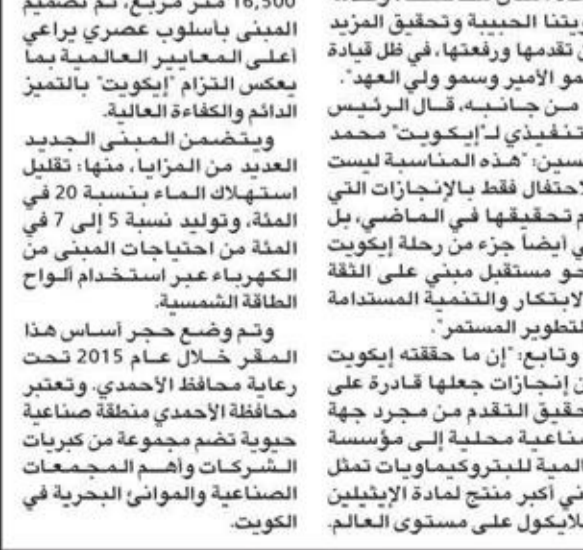 كويتنا الحبيبة وتحقيق المزيد
تقدمها ورفعتها، في ظل قيادة
سمو الأمير وسمو ولي العهد".
من جانبه، قال الرئيس
التنفيذي لـ"إيكويت" محمد
حسين: "هذه المناسبة ليست
للاحتفال فقط بالإنجازات التي
تم تحقيقها في الماضي، بل
هي أيضاً جزء من رحلة إيكويت
نحو مستقبل مبني على الثقة
والابتكار والتنمية المستدامة
والتطوير المستمر".
وتابع: "إن ما حققته إيكويت
من إنجازات جعلها قادرة على
تحقيق التقدم من مجرد جهة
صناعية محلية إلى مؤسسة
عالمية للبتروكيماويات تمثل
ثاني أكبر منتج لمادة الإيثيلين
جلايكول على مستوى العالم.
16,500 متر مربع، تم تصميم
المبنى بأسلوب عصري يراعي
أعلى المعايير العالمية بما
يعكس التزام "إيكويت" بالتميز
الدائم والكفاءة العالية.
ويتضمن المبنى الجديد
العديد من المزايا، منها: تقليل
استهلاك الماء بنسبة 20 في
المئة، وتوليد نسبة 5 إلى 7 في
المئة من احتياجات المبنى من
الكهرباء عبر استخدام ألواح
الطاقة الشمسية.
وتم وضع حجر أساس هذا
المقر خلال عام 2015 تحت
رعاية محافظ الأحمدي. وتعتبر
محافظة الأحمدي منطقة صناعية
حيوية تضم مجموعة من كبريات
الشركات وأهم المجمعات
الصناعية والموانئ البحرية في
الكويت.